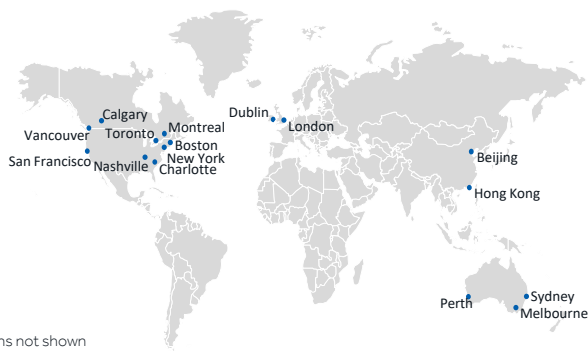 Calgary
Vancouver
Toronto
Montreal
Boston
San Francisco
Nashville
New York
Charlotte
Dublin
London
Beijing
Hong Kong
Perth
Sydney
Melbourne
not shown